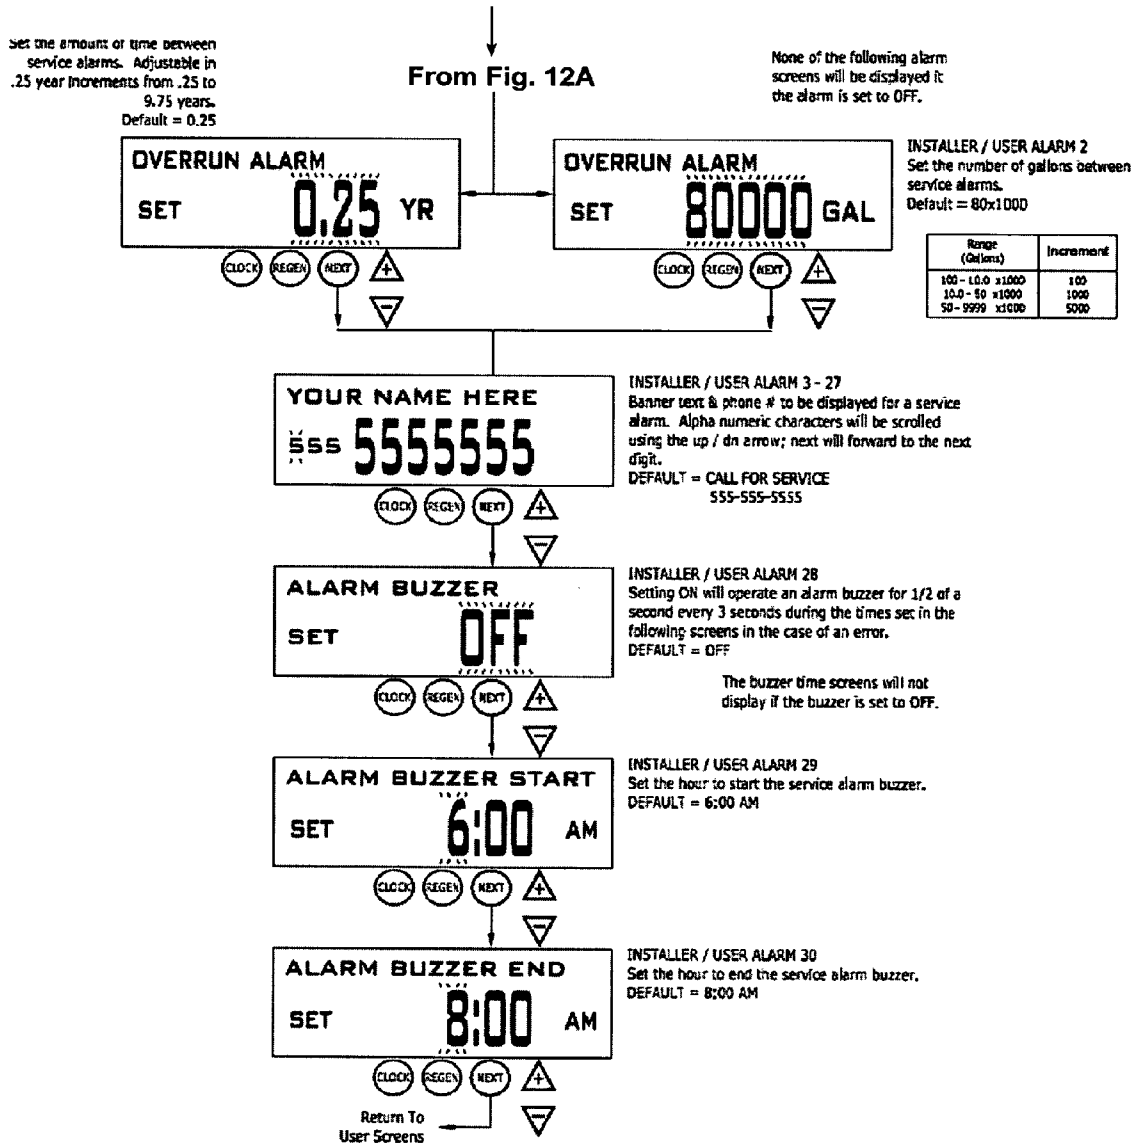 Set the amount of time between
service alarms. Adjustable in
.25 year increments from .25 to
9.75 years.
Default = 0.25
From Fig. 12A
None of the following alarm
screens will be displayed if
the alarm is set to OFF.
OVERRUN ALARM
SET 0.25 YR
CLOCK REGEN NEXT + −
OVERRUN ALARM
SET 80000 GAL
CLOCK REGEN NEXT + −
INSTALLER / USER ALARM 2
Set the number of gallons between
service alarms.
Default = 80x1000
Range
(Gallons) Increment
100 - 10.0 x1000 100
10.0 - 50 x1000 1000
50 - 9999 x1000 5000
YOUR NAME HERE
555 5555555
CLOCK REGEN NEXT + −
INSTALLER / USER ALARM 3 - 27
Banner text & phone # to be displayed for a service
alarm. Alpha numeric characters will be scrolled
using the up / dn arrow; next will forward to the next
digit.
DEFAULT = CALL FOR SERVICE
555-555-5555
ALARM BUZZER
SET OFF
CLOCK REGEN NEXT + −
INSTALLER / USER ALARM 28
Setting ON will operate an alarm buzzer for 1/2 of a
second every 3 seconds during the times set in the
following screens in the case of an error.
DEFAULT = OFF
The buzzer time screens will not
display if the buzzer is set to OFF.
ALARM BUZZER START
SET 6:00 AM
CLOCK REGEN NEXT + −
INSTALLER / USER ALARM 29
Set the hour to start the service alarm buzzer.
DEFAULT = 6:00 AM
ALARM BUZZER END
SET 8:00 AM
CLOCK REGEN NEXT + −
INSTALLER / USER ALARM 30
Set the hour to end the service alarm buzzer.
DEFAULT = 8:00 AM
Return To
User Screens